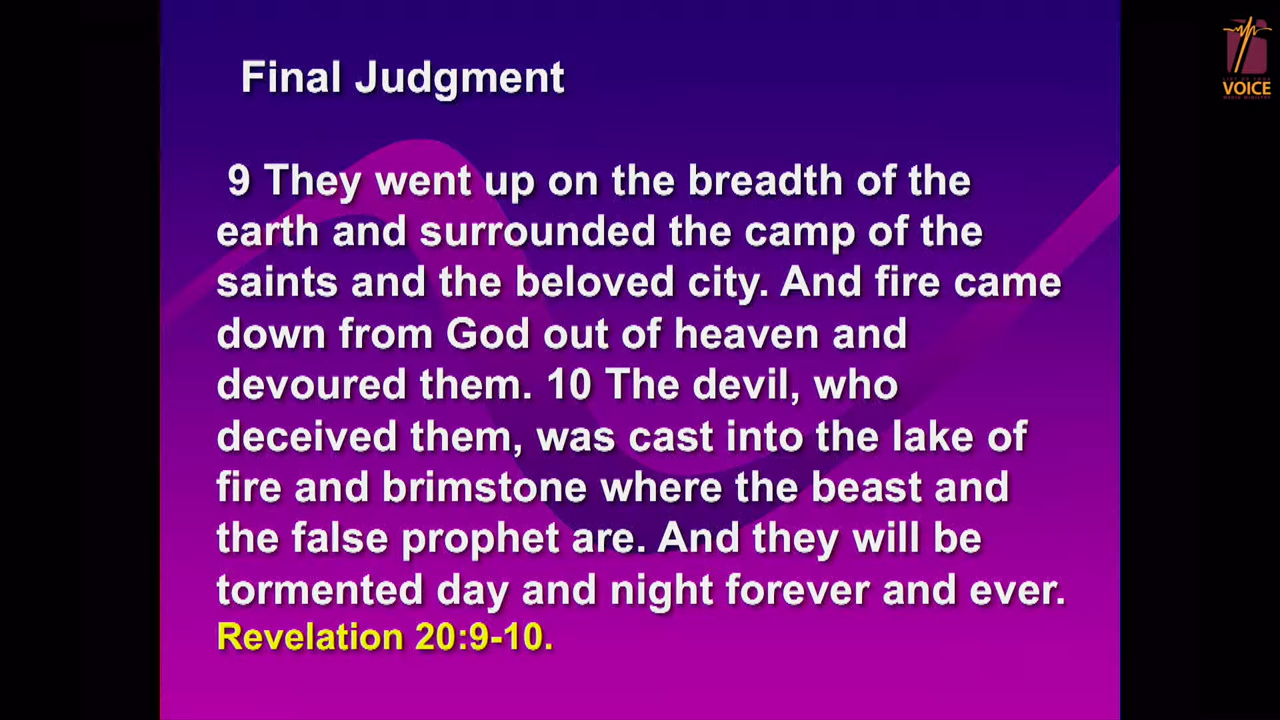 Final Judgment
9 They went up on the breadth of the
earth and surrounded the camp of the
saints and the beloved city. And fire came
down from God out of heaven and
devoured them. 10 The devil, who
deceived them, was cast into the lake of
fire and brimstone where the beast and
the false prophet are. And they will be
tormented day and night forever and ever.
Revelation 20:9-10.
VOICE